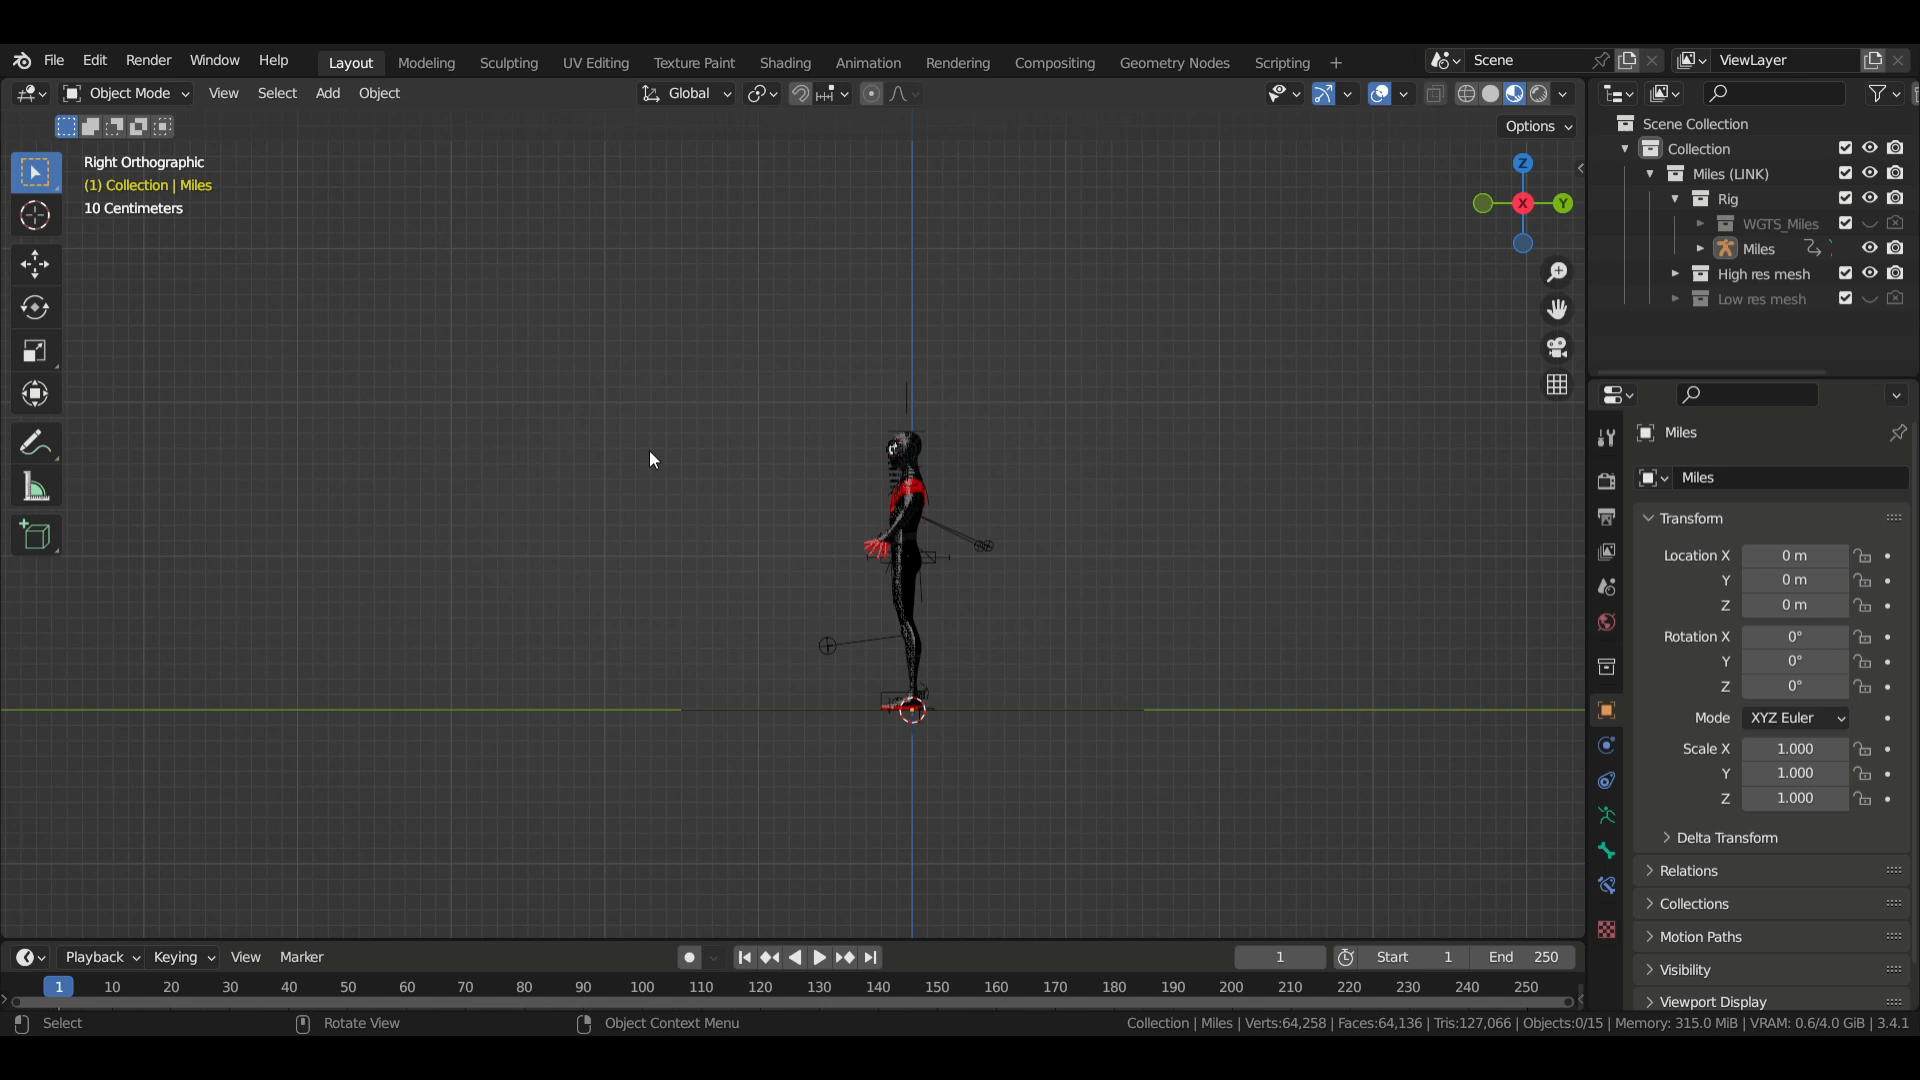 File Edit Render Window Help Layout Modeling Sculpting UV Editing Texture Paint Shading Animation Rendering Compositing Geometry Nodes Scripting + Scene ViewLayer
Object Mode View Select Add Object Global
Options
Right Orthographic
(1) Collection | Miles
10 Centimeters
Z
X
Y
Scene Collection
Collection
Miles (LINK)
Rig
WGTS_Miles
Miles
High res mesh
Low res mesh
Miles
Miles
Transform
Location X 0 m
Y 0 m
Z 0 m
Rotation X 0°
Y 0°
Z 0°
Mode XYZ Euler
Scale X 1.000
Y 1.000
Z 1.000
Delta Transform
Relations
Collections
Motion Paths
Visibility
Viewport Display
Playback Keying View Marker 1 Start 1 End 250
1 10 20 30 40 50 60 70 80 90 100 110 120 130 140 150 160 170 180 190 200 210 220 230 240 250
Select Rotate View Object Context Menu Collection | Miles | Verts:64,258 | Faces:64,136 | Tris:127,066 | Objects:0/15 | Memory: 315.0 MiB | VRAM: 0.6/4.0 GiB | 3.4.1